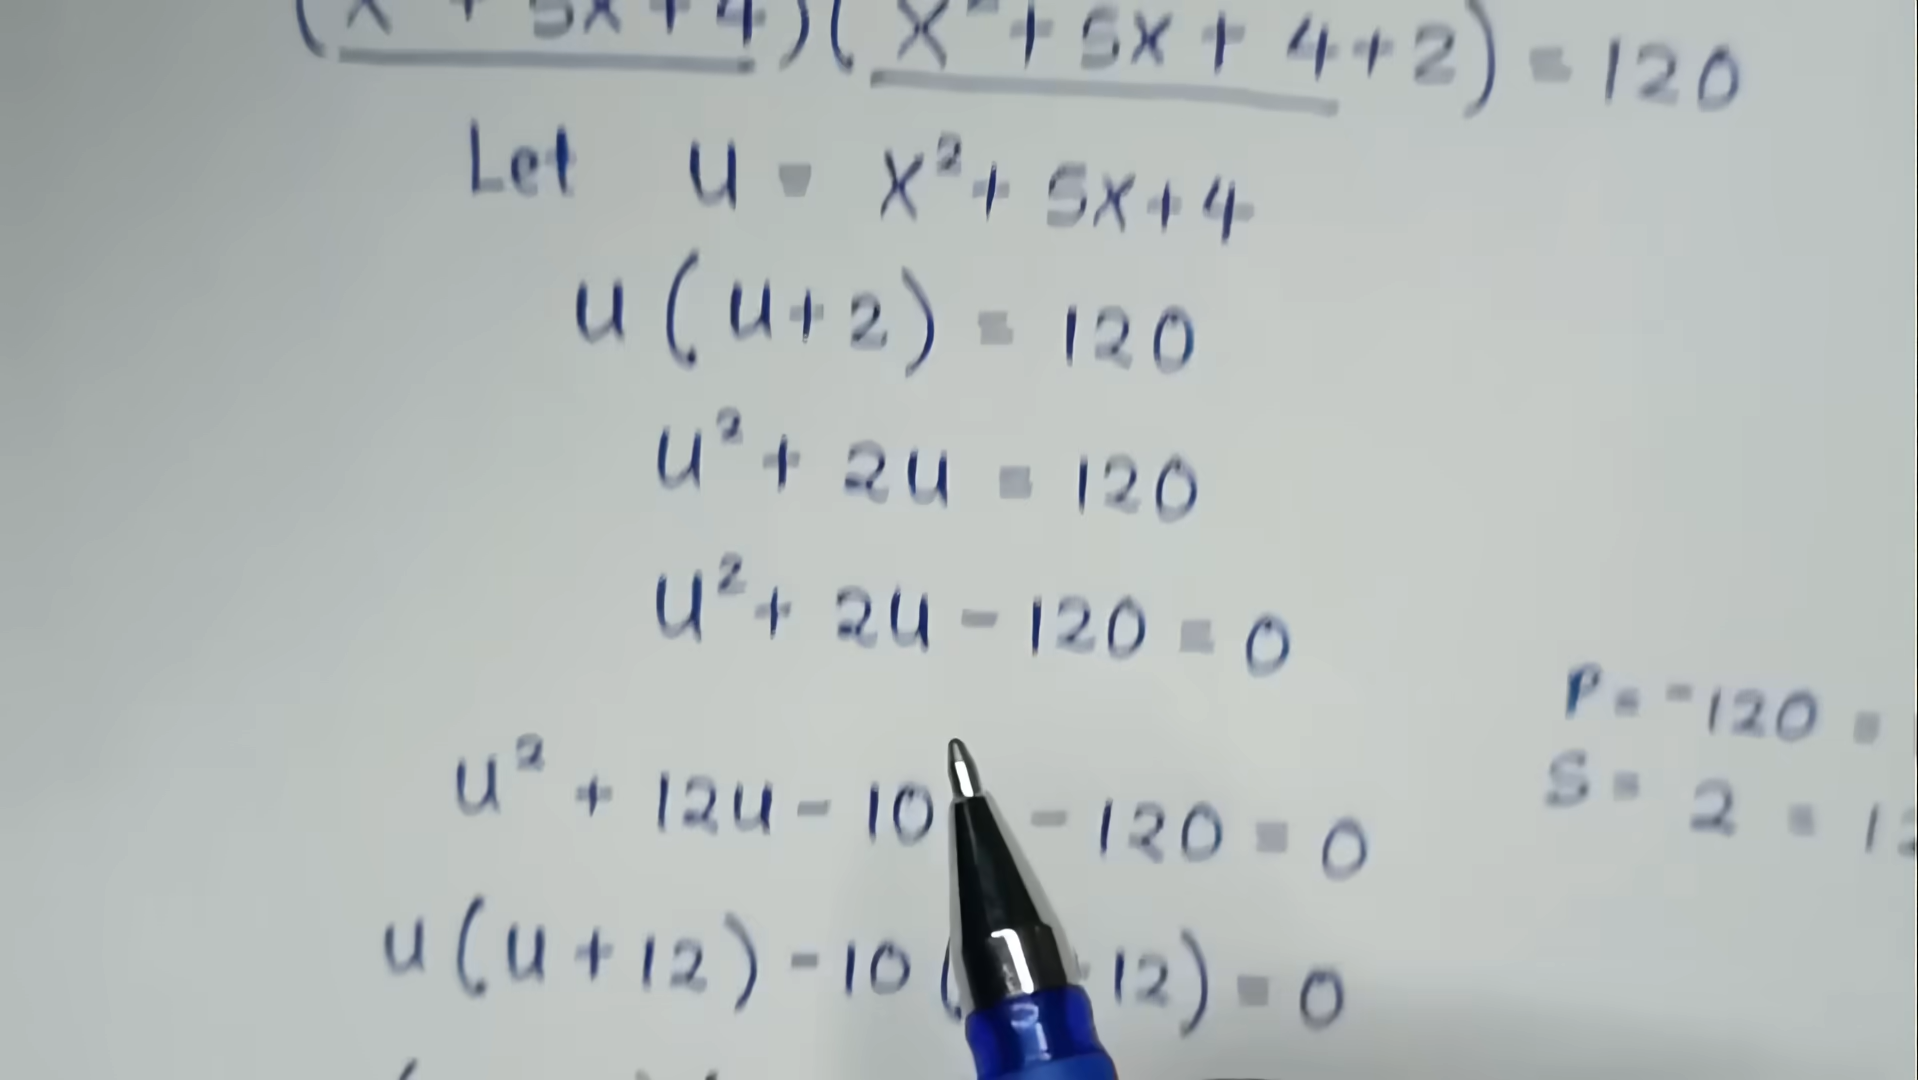 (x² + 5x + 4)(x² + 5x + 4 + 2) = 120
Let u = x² + 5x + 4
u(u + 2) = 120
u² + 2u = 120
u² + 2u - 120 = 0
P = -120 =
S = 2 = 12
u² + 12u - 10 - 120 = 0
u(u + 12) - 10( 12) = 0